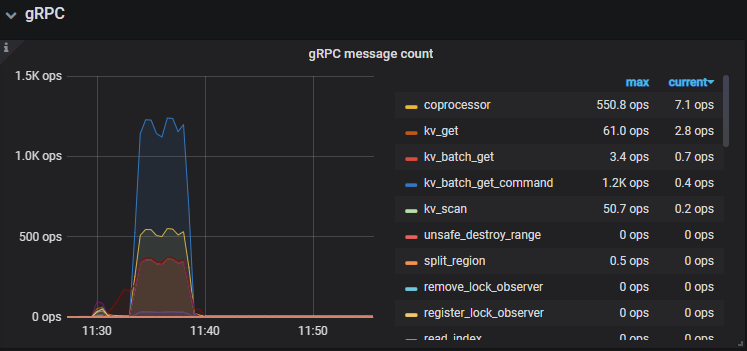 gRPC
i
gRPC message count
1.5K ops
1.0K ops
500 ops
0 ops
11:30 11:40 11:50
max current
coprocessor 550.8 ops 7.1 ops
kv_get 61.0 ops 2.8 ops
kv_batch_get 3.4 ops 0.7 ops
kv_batch_get_command 1.2K ops 0.4 ops
kv_scan 50.7 ops 0.2 ops
unsafe_destroy_range 0 ops 0 ops
split_region 0.5 ops 0 ops
remove_lock_observer 0 ops 0 ops
register_lock_observer 0 ops 0 ops
read_index 0 ops 0 ops